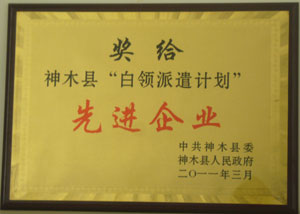 奖给
神木县“白领派遣计划”
先进企业
中共神木县委
神木县人民政府
二〇一一年三月